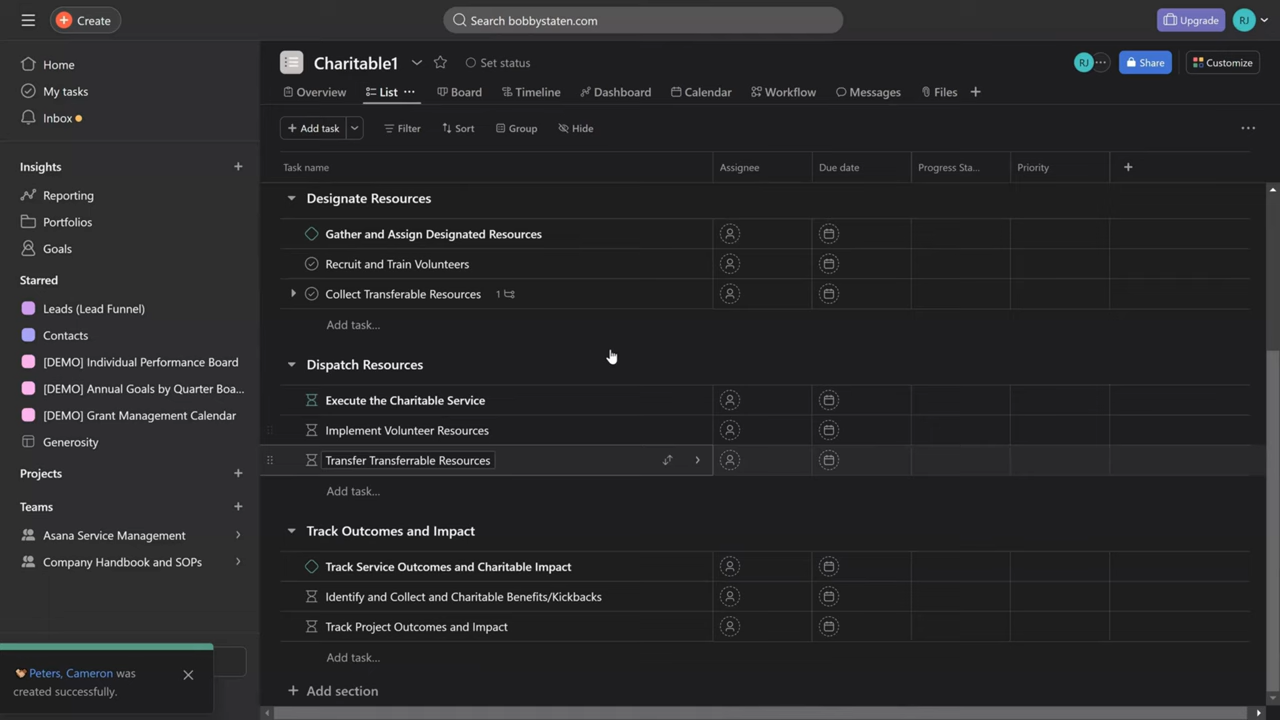 Create
Search bobbystaten.com
Upgrade
RJ
Home
My tasks
Inbox
Insights
Reporting
Portfolios
Goals
Starred
Leads (Lead Funnel)
Contacts
[DEMO] Individual Performance Board
[DEMO] Annual Goals by Quarter Boa...
[DEMO] Grant Management Calendar
Generosity
Projects
Teams
Asana Service Management
Company Handbook and SOPs
Peters, Cameron was
created successfully.
Charitable1
Set status
RJ
Share
Customize
Overview
List
Board
Timeline
Dashboard
Calendar
Workflow
Messages
Files
Add task
Filter
Sort
Group
Hide
Task name
Assignee
Due date
Progress Sta...
Priority
Designate Resources
Gather and Assign Designated Resources
Recruit and Train Volunteers
Collect Transferable Resources 1
Add task...
Dispatch Resources
Execute the Charitable Service
Implement Volunteer Resources
Transfer Transferrable Resources
Add task...
Track Outcomes and Impact
Track Service Outcomes and Charitable Impact
Identify and Collect and Charitable Benefits/Kickbacks
Track Project Outcomes and Impact
Add task...
Add section